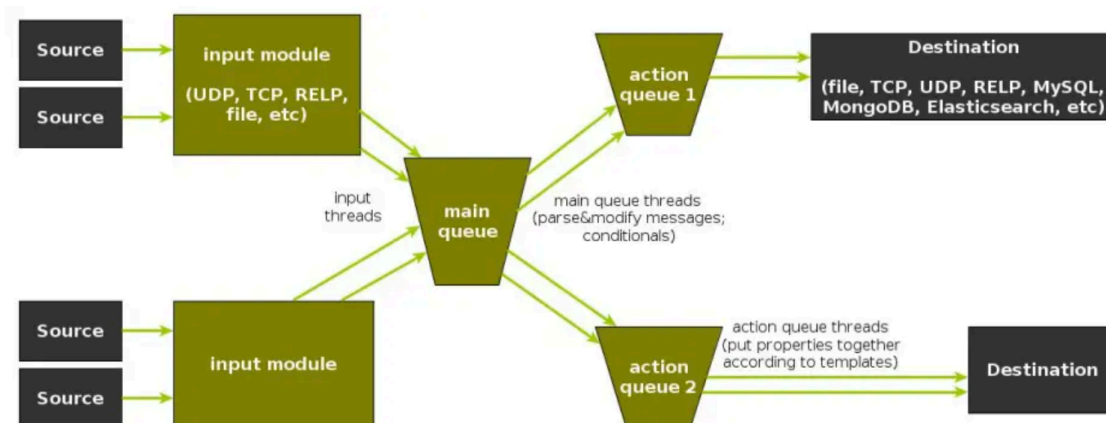 Source
Source
input module
(UDP, TCP, RELP,
file, etc)
input
threads
main
queue
action
queue 1
Destination
(file, TCP, UDP, RELP, MySQL,
MongoDB, Elasticsearch, etc)
main queue threads
(parse&modify messages;
conditionals)
Source
Source
input module
action
queue 2
action queue threads
(put properties together
according to templates)
Destination